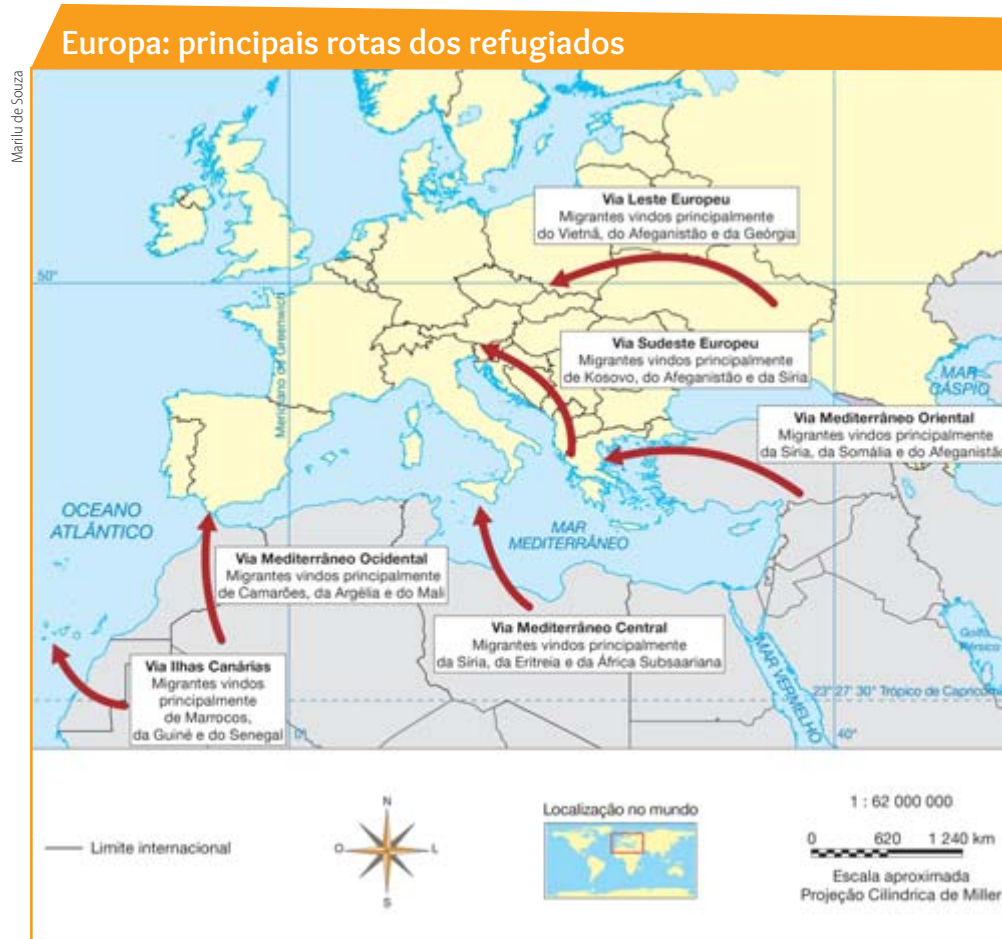 Europa: principais rotas dos refugiados
Marilu de Souza
Via Leste Europeu
Migrantes vindos principalmente
do Vietnã, do Afeganistão e da Geórgia
50°
Meridiano de Greenwich
Via Sudeste Europeu
Migrantes vindos principalmente
de Kosovo, do Afeganistão e da Síria
MAR
CÁSPIO
Via Mediterrâneo Oriental
Migrantes vindos principalmente
da Síria, da Somália e do Afeganistão
OCEANO
ATLÂNTICO
MAR
MEDITERRÂNEO
Via Mediterrâneo Ocidental
Migrantes vindos principalmente
de Camarões, da Argélia e do Mali
Via Mediterrâneo Central
Migrantes vindos principalmente
da Síria, da Eritreia e da África Subsaariana
Golfo
Pérsico
MAR VERMELHO
Via Ilhas Canárias
Migrantes vindos
principalmente
de Marrocos,
da Guiné e do Senegal
23° 27' 30" Trópico de Capricórnio
0°
40°
Limite internacional
N
O
L
S
Localização no mundo
1 : 62 000 000
0 620 1 240 km
Escala aproximada
Projeção Cilíndrica de Miller